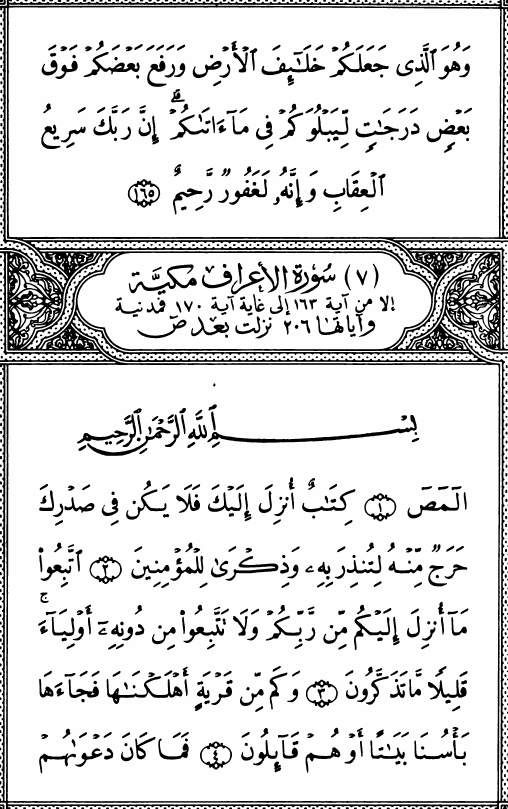 وَهُوَ ٱلَّذِى جَعَلَكُمْ خَلَـٰٓئِفَ ٱلْأَرْضِ وَرَفَعَ بَعْضَكُمْ فَوْقَ
بَعْضٍ دَرَجَـٰتٍ لِّيَبْلُوَكُمْ فِى مَآ ءَاتَىٰكُمْ ۗ إِنَّ رَبَّكَ سَرِيعُ
ٱلْعِقَابِ وَإِنَّهُۥ لَغَفُورٌ رَّحِيمٌ ١٦٥
(٧) سُورَة الأعراف مكيَّة
إلا من آية ١٦٣ إلى غاية آية ١٧٠ فمدنية
وآياتها ٢٠٦ نزلت بعد صَ
بِسْمِ ٱللَّهِ ٱلرَّحْمَـٰنِ ٱلرَّحِيمِ
الٓمٓصٓ ١ كِتَـٰبٌ أُنزِلَ إِلَيْكَ فَلَا يَكُن فِى صَدْرِكَ
حَرَجٌ مِّنْهُ لِتُنذِرَ بِهِۦ وَذِكْرَىٰ لِلْمُؤْمِنِينَ ٢ ٱتَّبِعُوا۟
مَآ أُنزِلَ إِلَيْكُم مِّن رَّبِّكُمْ وَلَا تَتَّبِعُوا۟ مِن دُونِهِۦٓ أَوْلِيَآءَ ۗ
قَلِيلًا مَّا تَذَكَّرُونَ ٣ وَكَم مِّن قَرْيَةٍ أَهْلَكْنَـٰهَا فَجَآءَهَا
بَأْسُنَا بَيَـٰتًا أَوْ هُمْ قَآئِلُونَ ٤ فَمَا كَانَ دَعْوَىٰهُمْ